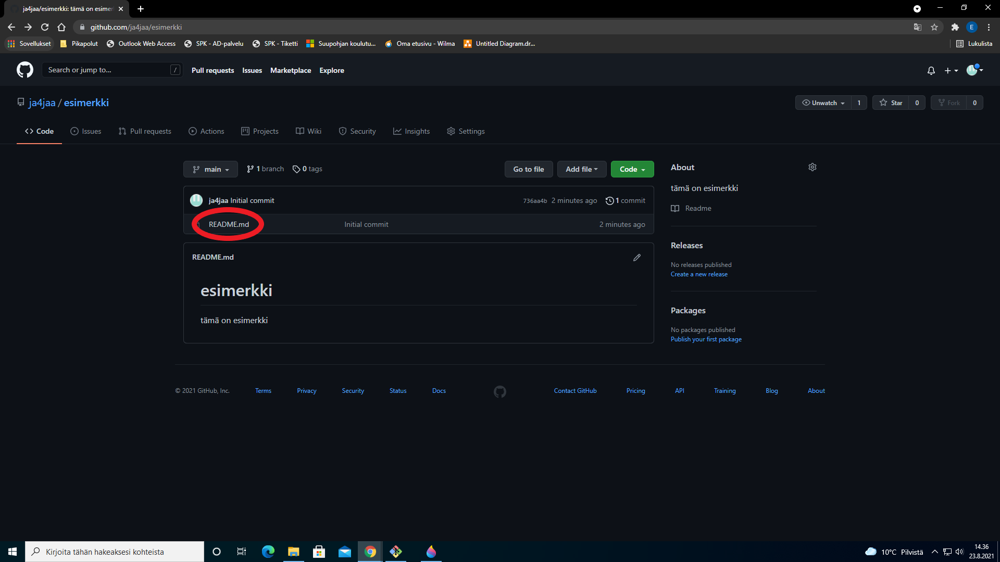 ja4jaa/esimerkki: tämä on esimer
github.com/ja4jaa/esimerkki
E
Sovellukset Pikapolut Outlook Web Access SPK - AD-palvelu SPK - Tiketti Suupohjan koulutu... Oma etusivu - Wilma Untitled Diagram.dr... Lukulista
Search or jump to... / Pull requests Issues Marketplace Explore
ja4jaa / esimerkki Unwatch 1 Star 0 Fork 0
Code Issues Pull requests Actions Projects Wiki Security Insights Settings
main 1 branch 0 tags Go to file Add file Code
ja4jaa Initial commit 736aa4b 2 minutes ago 1 commit
README.md Initial commit 2 minutes ago
README.md
esimerkki
tämä on esimerkki
About
tämä on esimerkki
Readme
Releases
No releases published
Create a new release
Packages
No packages published
Publish your first package
© 2021 GitHub, Inc. Terms Privacy Security Status Docs Contact GitHub Pricing API Training Blog About
Kirjoita tähän hakeaksesi kohteista 10°C Pilvistä
14.36
23.8.2021